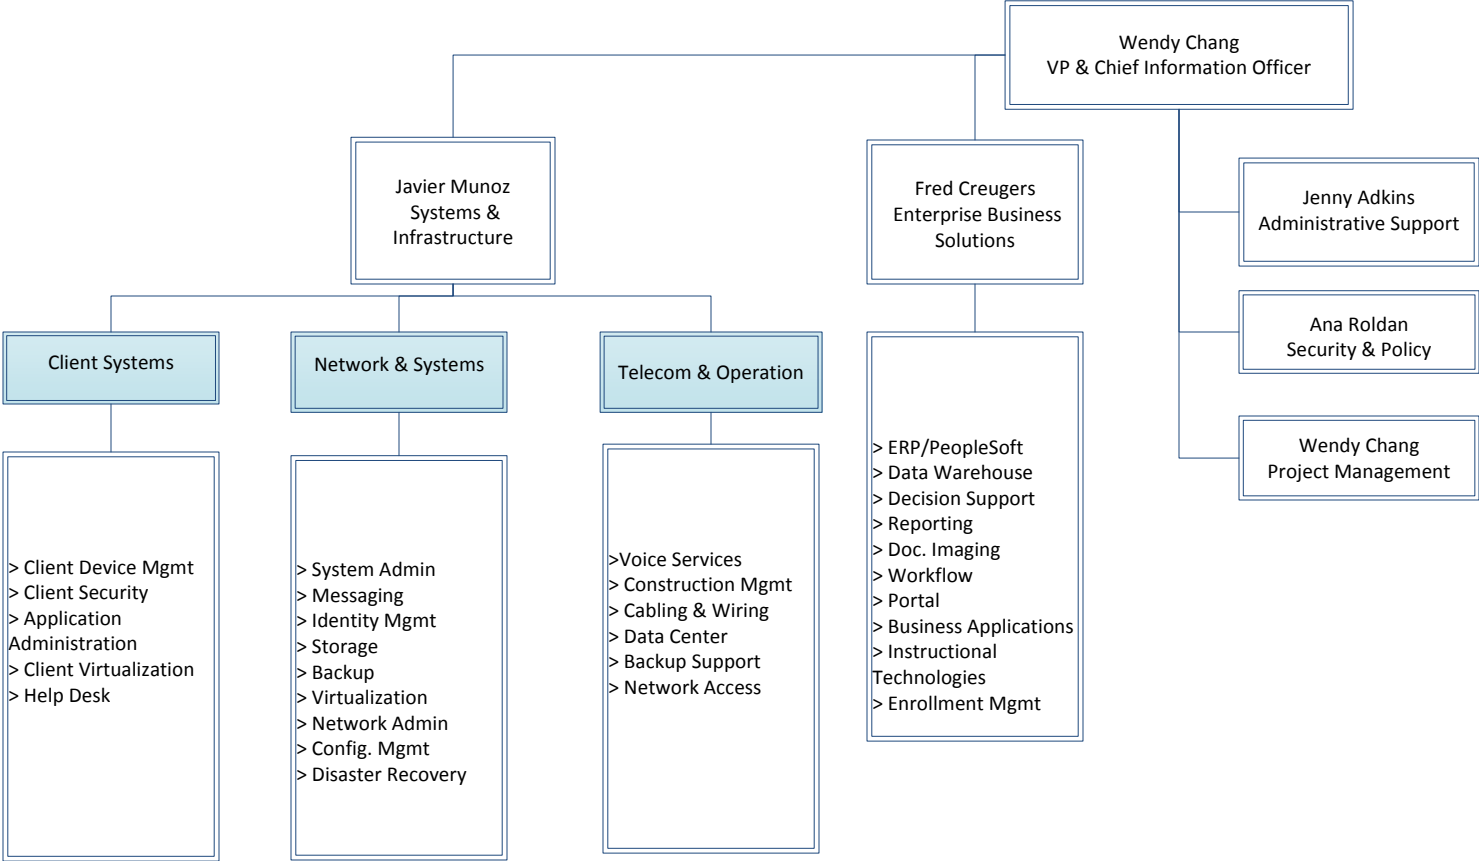 Wendy Chang
VP & Chief Information Officer
Javier Munoz
Systems &
Infrastructure
Fred Creugers
Enterprise Business
Solutions
Jenny Adkins
Administrative Support
Ana Roldan
Security & Policy
Wendy Chang
Project Management
Client Systems
Network & Systems
Telecom & Operation
> Client Device Mgmt
> Client Security
> Application
Administration
> Client Virtualization
> Help Desk
> System Admin
> Messaging
> Identity Mgmt
> Storage
> Backup
> Virtualization
> Network Admin
> Config. Mgmt
> Disaster Recovery
>Voice Services
> Construction Mgmt
> Cabling & Wiring
> Data Center
> Backup Support
> Network Access
> ERP/PeopleSoft
> Data Warehouse
> Decision Support
> Reporting
> Doc. Imaging
> Workflow
> Portal
> Business Applications
> Instructional
Technologies
> Enrollment Mgmt